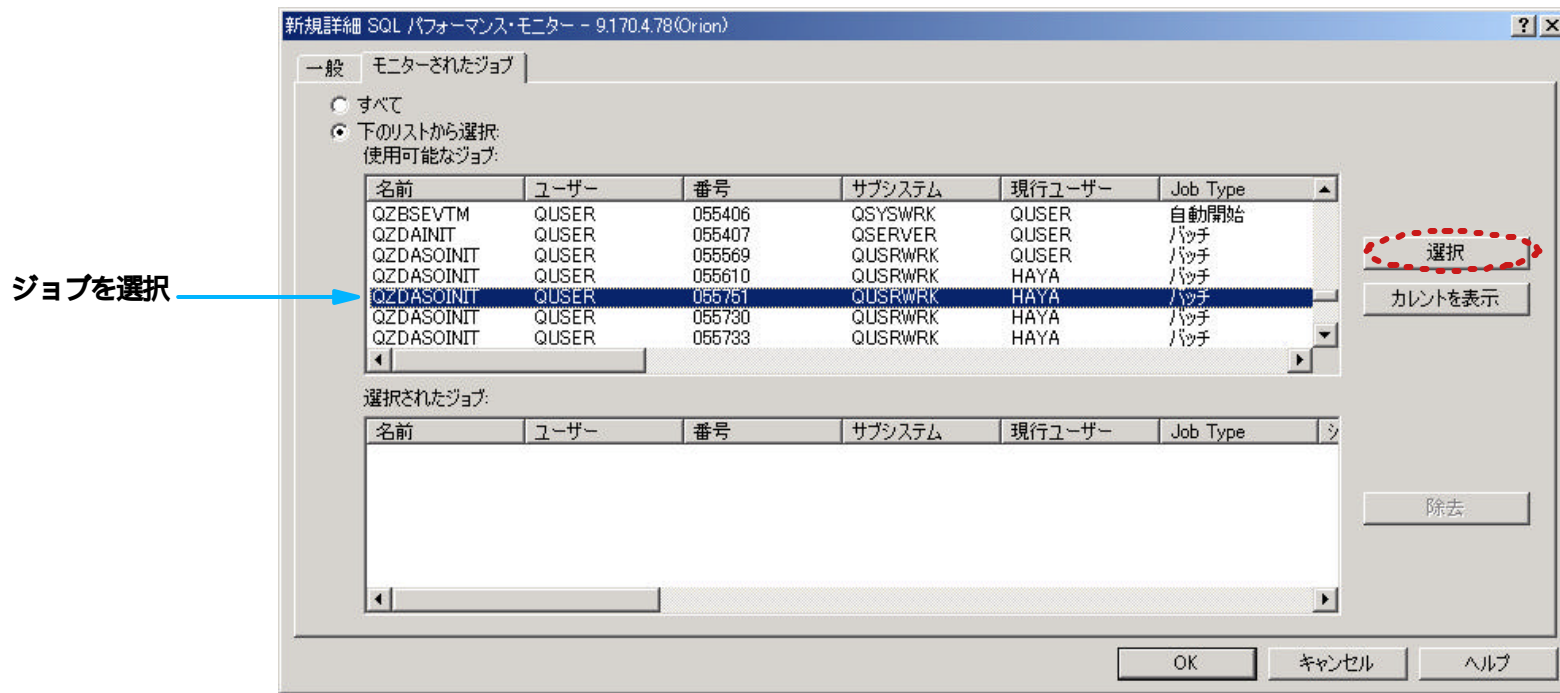 新規詳細 SQL パフォーマンス・モニター - 9.170.4.78(Orion)
一般 モニターされたジョブ
すべて
下のリストから選択:
使用可能なジョブ:
名前 ユーザー 番号 サブシステム 現行ユーザー Job Type
QZBSEVTM QUSER 055406 QSYSWRK QUSER 自動開始
QZDAINIT QUSER 055407 QSERVER QUSER バッチ
QZDASOINIT QUSER 055569 QUSRWRK QUSER バッチ
QZDASOINIT QUSER 055610 QUSRWRK HAYA バッチ
QZDASOINIT QUSER 055751 QUSRWRK HAYA バッチ
QZDASOINIT QUSER 055730 QUSRWRK HAYA バッチ
QZDASOINIT QUSER 055733 QUSRWRK HAYA バッチ
選択
カレントを表示
ジョブを選択
選択されたジョブ:
名前 ユーザー 番号 サブシステム 現行ユーザー Job Type シ
除去
OK キャンセル ヘルプ